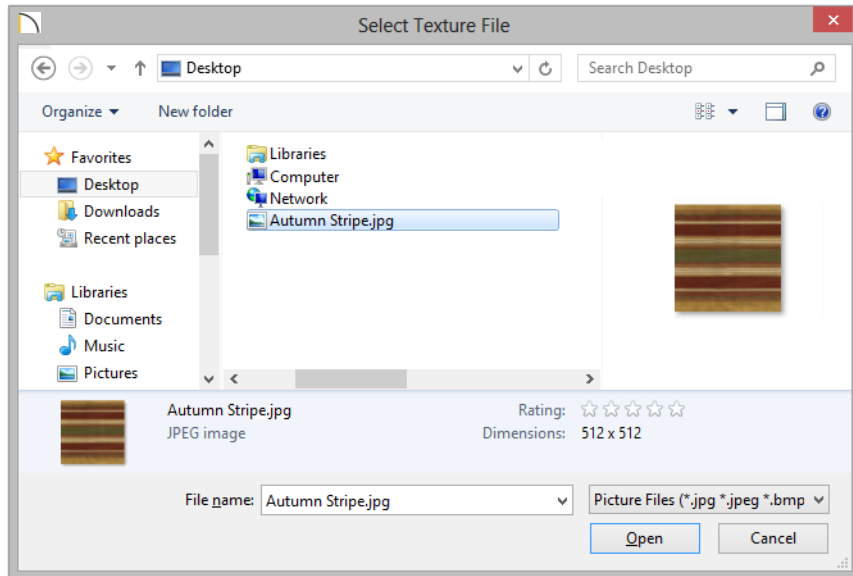 Select Texture File
Desktop
Search Desktop
Organize
New folder
Favorites
Desktop
Downloads
Recent places
Libraries
Documents
Music
Pictures
Libraries
Computer
Network
Autumn Stripe.jpg
Autumn Stripe.jpg
JPEG image
Rating:
Dimensions: 512 x 512
File name: Autumn Stripe.jpg
Picture Files (*.jpg *.jpeg *.bmp
Open
Cancel